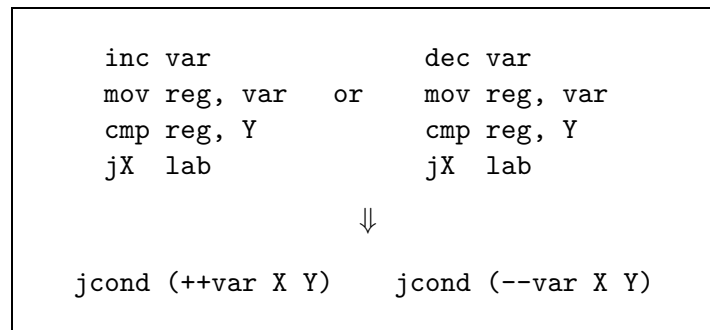 inc var dec var
mov reg, var or mov reg, var
cmp reg, Y cmp reg, Y
jX lab jX lab
⇓
jcond (++var X Y) jcond (--var X Y)